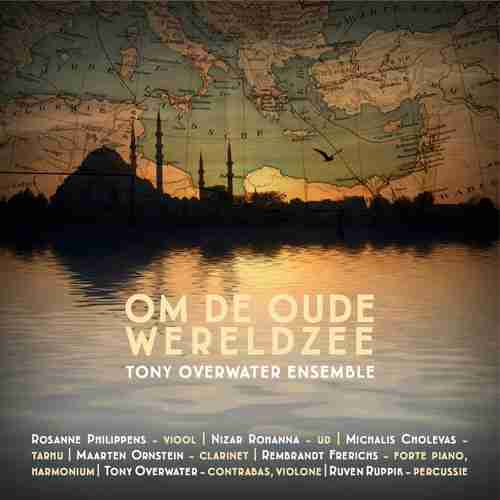 OM DE OUDE
WERELDZEE
TONY OVERWATER ENSEMBLE
ROSANNE PHILIPPENS – VIOOL | NIZAR ROHANNA – UD | MICHALIS CHOLEVAS –
TARHU | MAARTEN ORNSTEIN – CLARINET | REMBRANDT FRERICHS – FORTE PIANO,
HARMONIUM | TONY OVERWATER – CONTRABAS, VIOLONE | RUVEN RUPPIK – PERCUSSIE